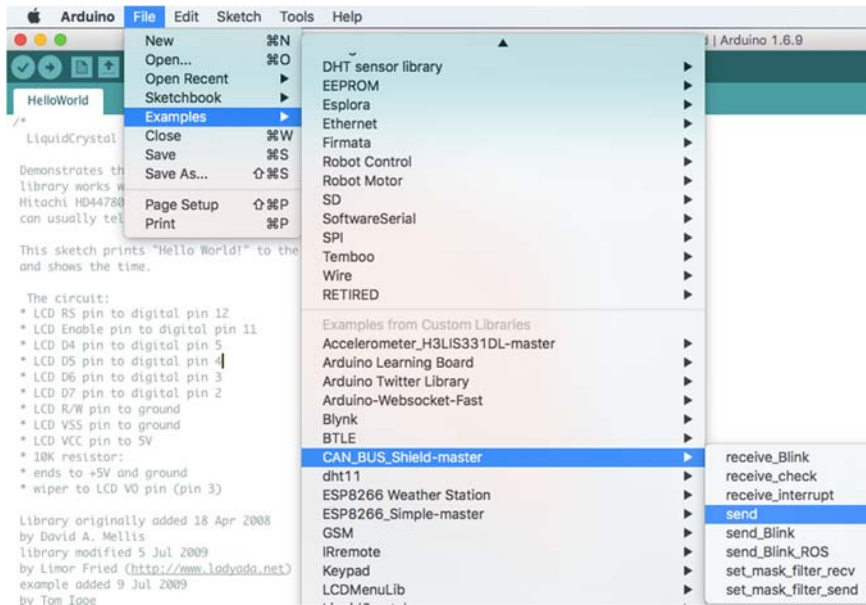 Arduino File Edit Sketch Tools Help
| Arduino 1.6.9
New ⌘N
Open... ⌘O
Open Recent
Sketchbook
Examples
Close ⌘W
Save ⌘S
Save As... ⇧⌘S
Page Setup ⇧⌘P
Print ⌘P
DHT sensor library
EEPROM
Esplora
Ethernet
Firmata
Robot Control
Robot Motor
SD
SoftwareSerial
SPI
Temboo
Wire
RETIRED
Examples from Custom Libraries
Accelerometer_H3LIS331DL-master
Arduino Learning Board
Arduino Twitter Library
Arduino-Websocket-Fast
Blynk
BTLE
CAN_BUS_Shield-master
dht11
ESP8266 Weather Station
ESP8266_Simple-master
GSM
IRremote
Keypad
LCDMenuLib
receive_Blink
receive_check
receive_interrupt
send
send_Blink
send_Blink_ROS
set_mask_filter_recv
set_mask_filter_send
HelloWorld
/*
LiquidCrystal
Demonstrates th
library works w
Hitachi HD44780
can usually tel
This sketch prints "Hello World!" to the
and shows the time.
The circuit:
* LCD RS pin to digital pin 12
* LCD Enable pin to digital pin 11
* LCD D4 pin to digital pin 5
* LCD D5 pin to digital pin 4
* LCD D6 pin to digital pin 3
* LCD D7 pin to digital pin 2
* LCD R/W pin to ground
* LCD VSS pin to ground
* LCD VCC pin to 5V
* 10K resistor:
* ends to +5V and ground
* wiper to LCD VO pin (pin 3)
Library originally added 18 Apr 2008
by David A. Mellis
library modified 5 Jul 2009
by Limor Fried (http://www.ladyada.net)
example added 9 Jul 2009
by Tom Igoe